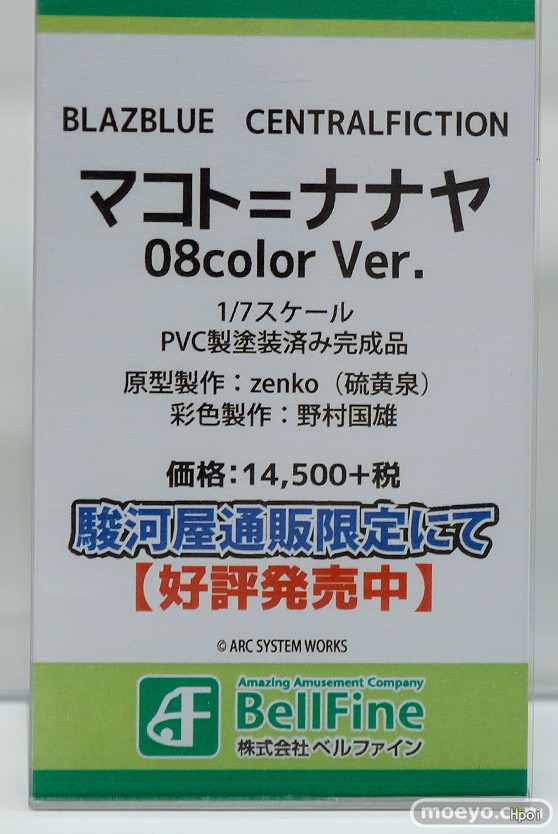 BLAZBLUE CENTRALFICTION
マコト=ナナヤ
08color Ver.
1/7スケール
PVC製塗装済み完成品
原型製作：zenko（硫黄泉）
彩色製作：野村国雄
価格：14,500+税
駿河屋通販限定にて
【好評発売中】
© ARC SYSTEM WORKS
Amazing Amusement Company
BellFine
株式会社ベルファイン
Hpoi